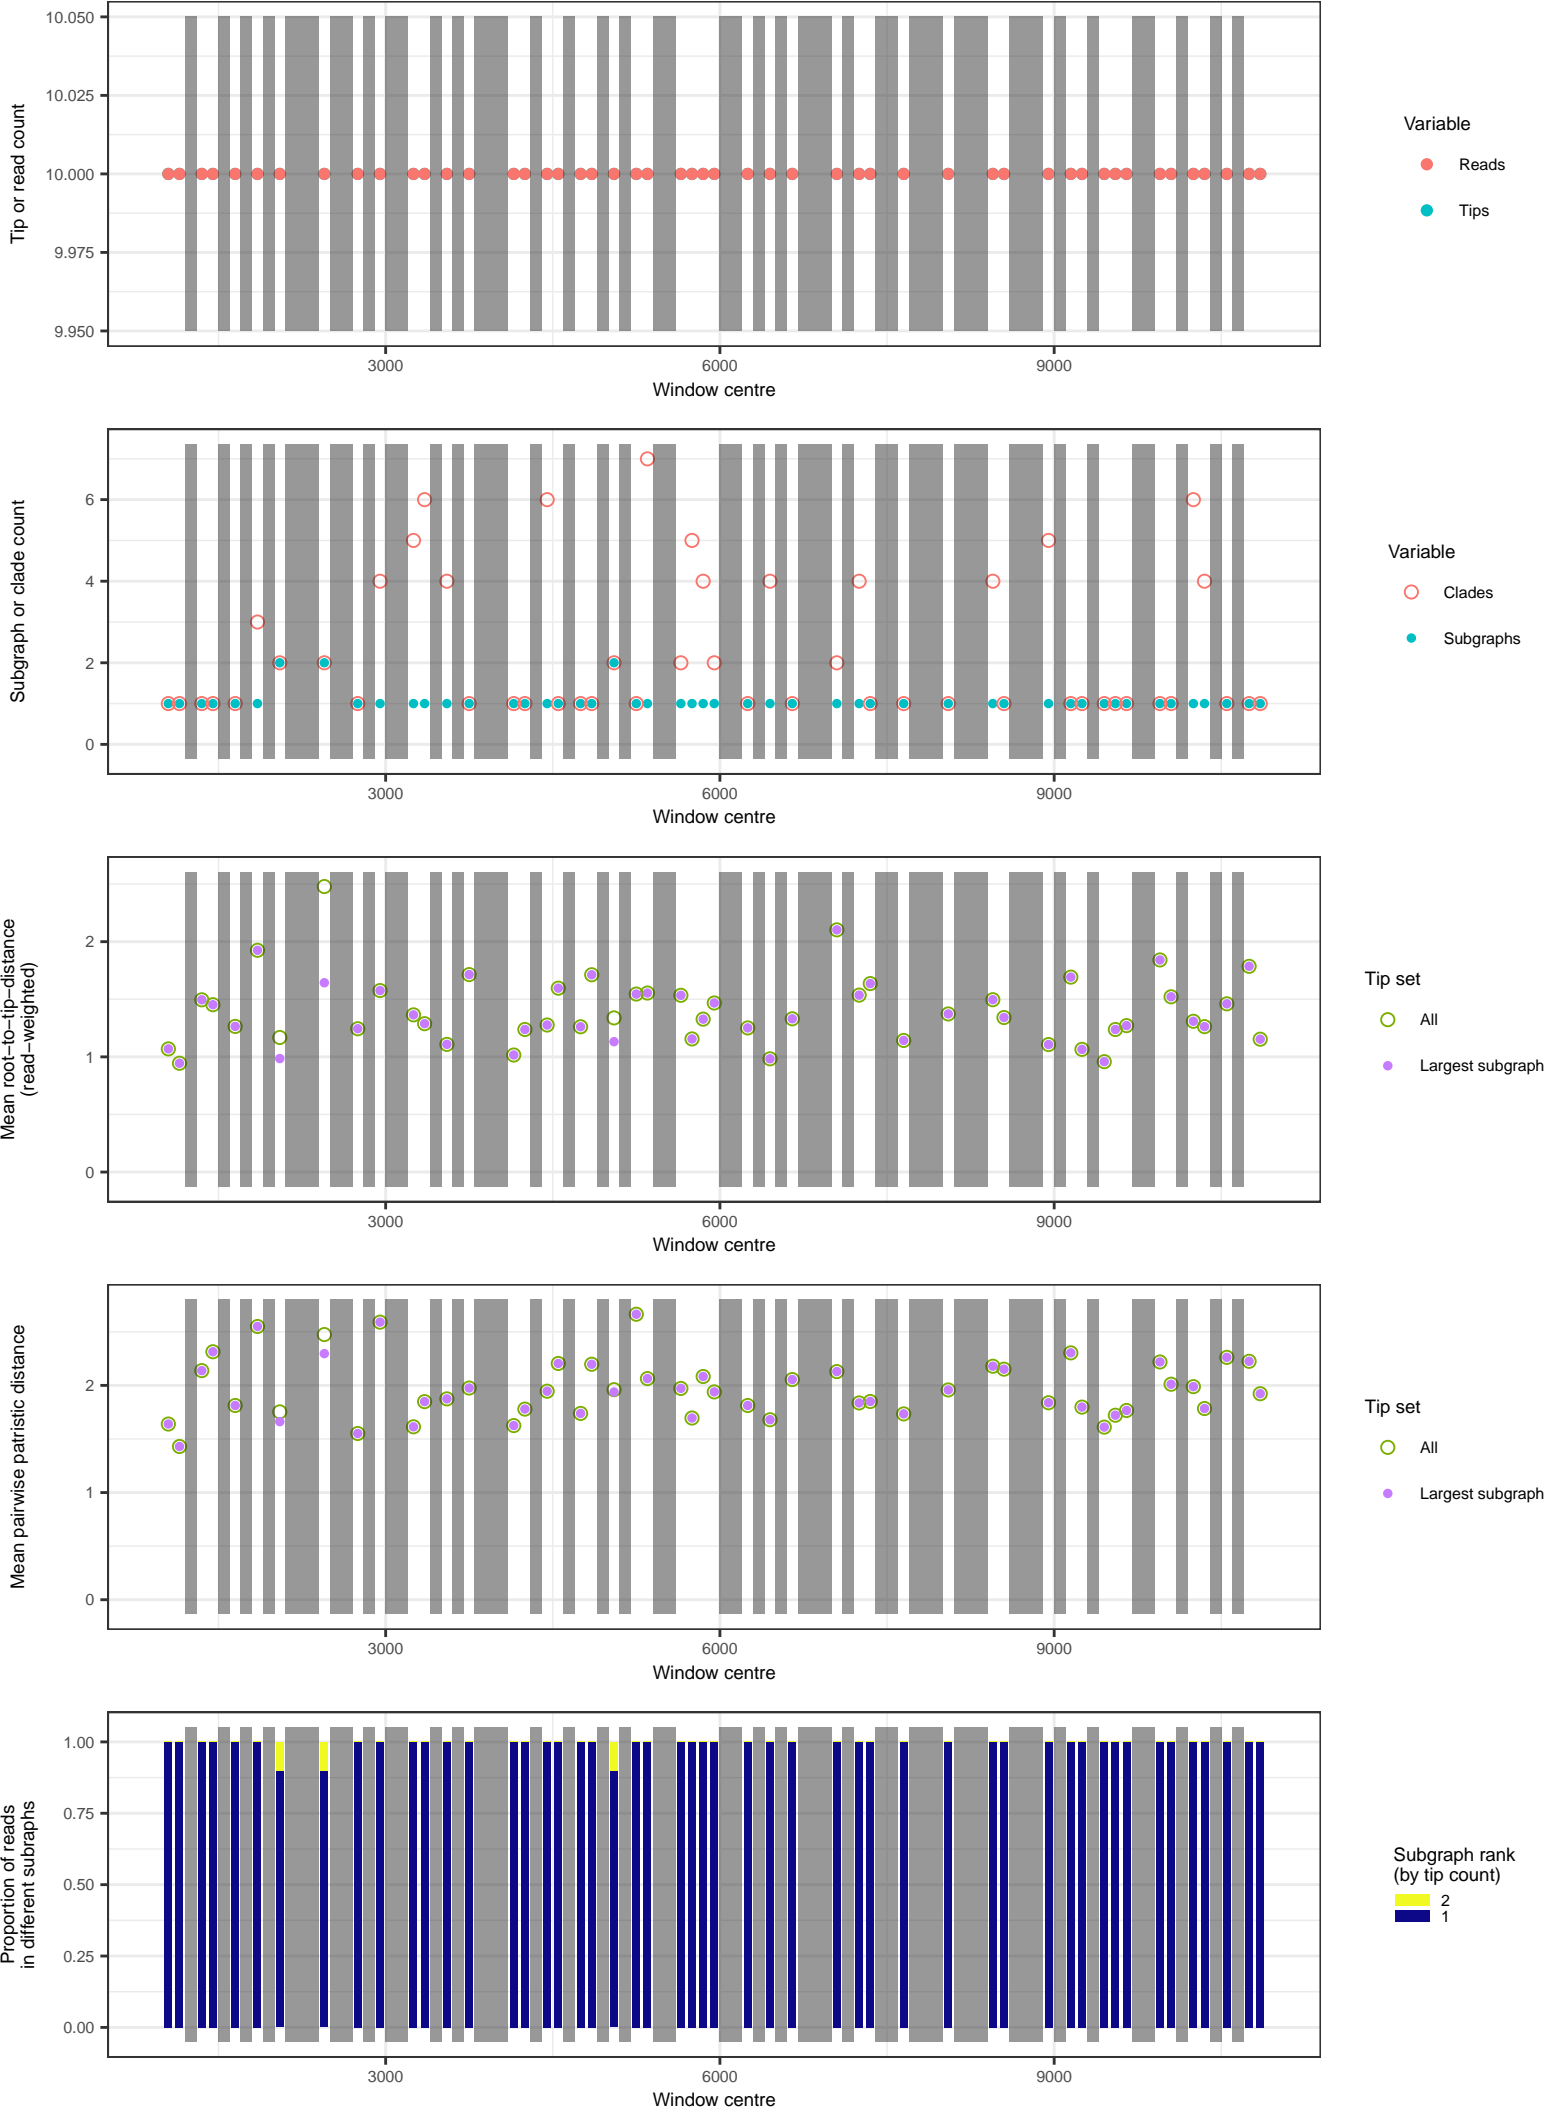 10.050
10.025
10.000
9.975
9.950
Tip or read count
3000
6000
9000
Window centre
Variable
Reads
Tips
6
4
2
0
Subgraph or clade count
3000
6000
9000
Window centre
Variable
Clades
Subgraphs
2
1
0
Mean root−to−tip−distance
(read−weighted)
3000
6000
9000
Window centre
Tip set
All
Largest subgraph
2
1
0
Mean pairwise patristic distance
3000
6000
9000
Window centre
Tip set
All
Largest subgraph
1.00
0.75
0.50
0.25
0.00
Proportion of reads
in different subraphs
3000
6000
9000
Window centre
Subgraph rank
(by tip count)
2
1